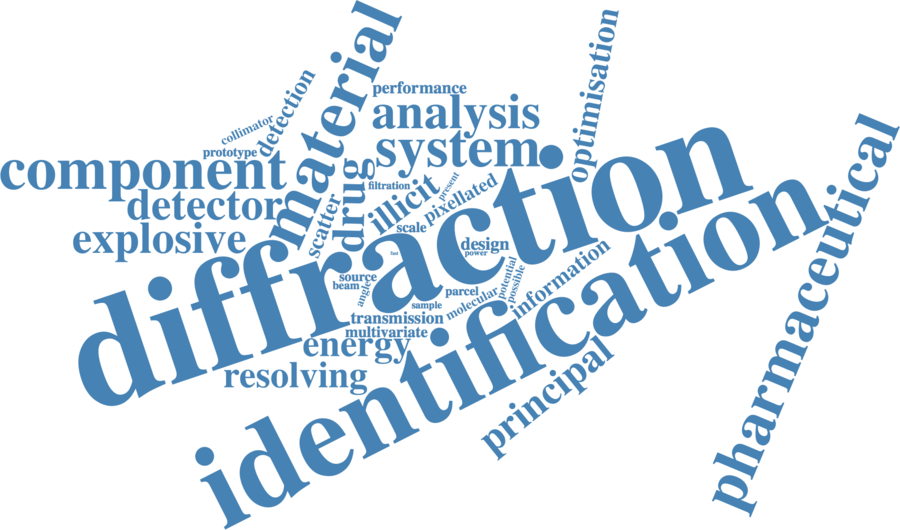 material
optimisation
performance
detection
collimator
analysis
prototype
system
component
drug
filtration
present
illicit
pixellated
detector
scatter
scale
explosive
diffraction
design
power
fast
information
source
beam
angle
potential
possible
parcel
molecular
sample
transmission
multivariate
energy
resolving
identification
principal
pharmaceutical